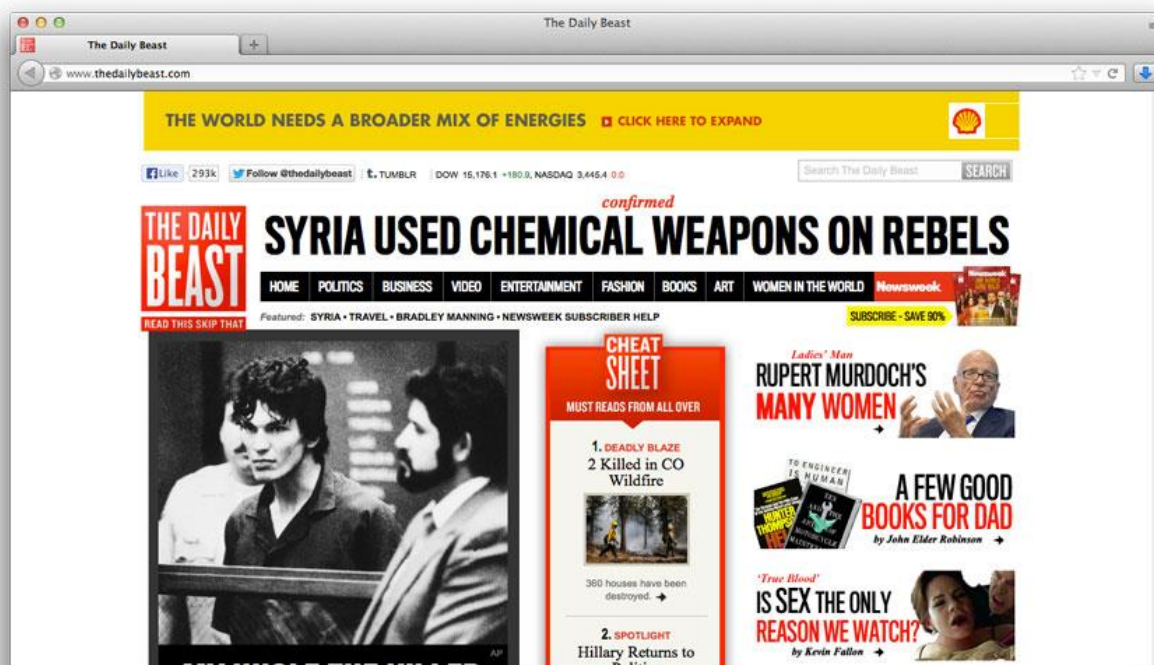 The Daily Beast
The Daily Beast
www.thedailybeast.com
THE WORLD NEEDS A BROADER MIX OF ENERGIES CLICK HERE TO EXPAND
Like 293k Follow @thedailybeast t. TUMBLR DOW 15,176.1 +180.9, NASDAQ 3,445.4 0.0
Search The Daily Beast SEARCH
THE DAILY
BEAST
READ THIS SKIP THAT
confirmed
SYRIA USED CHEMICAL WEAPONS ON REBELS
HOME POLITICS BUSINESS VIDEO ENTERTAINMENT FASHION BOOKS ART WOMEN IN THE WORLD Newsweek
Newsweek
Featured: SYRIA • TRAVEL • BRADLEY MANNING • NEWSWEEK SUBSCRIBER HELP
SUBSCRIBE - SAVE 90%
AP
CHEAT
SHEET
MUST READS FROM ALL OVER
1. DEADLY BLAZE
2 Killed in CO
Wildfire
360 houses have been
destroyed.
2. SPOTLIGHT
Hillary Returns to
Ladies' Man
RUPERT MURDOCH'S
MANY WOMEN
TO ENGINEER
IS HUMAN
HUNTER
A FEW GOOD
BOOKS FOR DAD
by John Elder Robinson
'True Blood'
IS SEX THE ONLY
REASON WE WATCH?
by Kevin Fallon